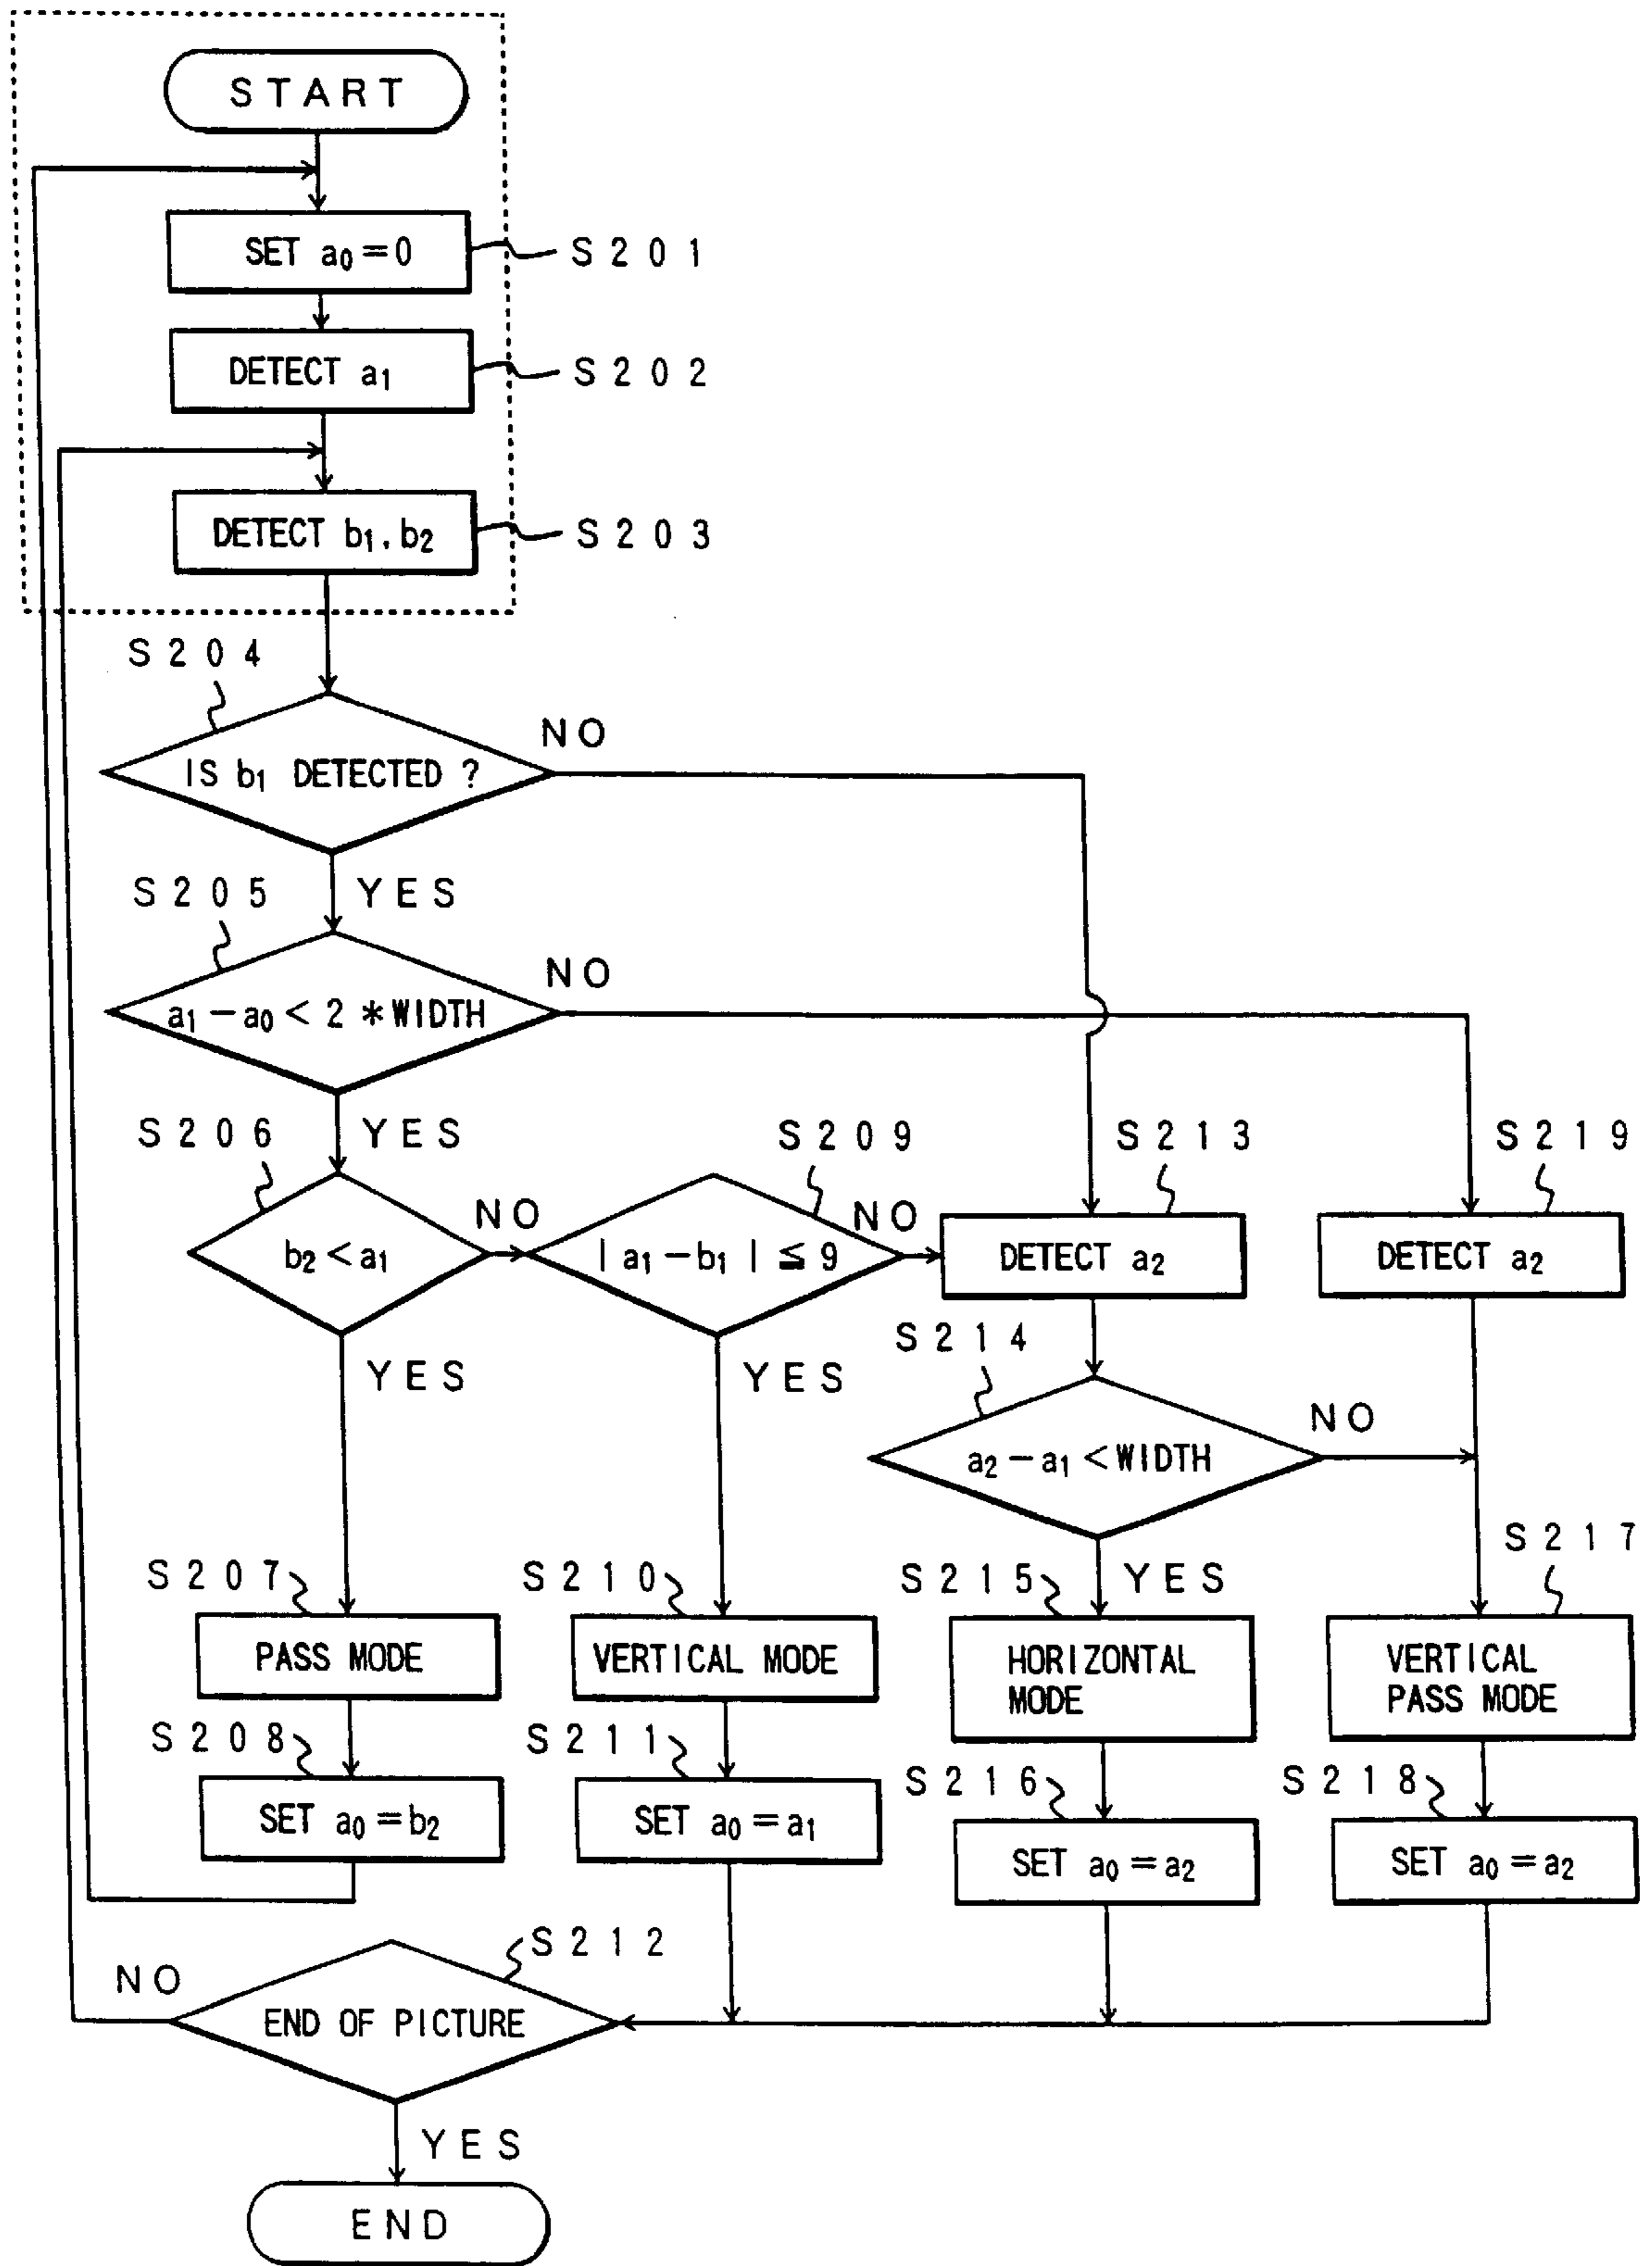 START
SET a₀=0
S201
DETECT a₁
S202
DETECT b₁, b₂
S203
S204
IS b₁ DETECTED ?
NO
YES
S205
a₁−a₀ < 2 * WIDTH
NO
YES
S206
b₂ < a₁
NO
YES
S209
| a₁−b₁ | ≦ 9
NO
YES
S213
DETECT a₂
S219
DETECT a₂
S214
a₂−a₁ < WIDTH
NO
YES
S207
PASS MODE
S210
VERTICAL MODE
S215
HORIZONTAL
MODE
S217
VERTICAL
PASS MODE
S208
SET a₀=b₂
S211
SET a₀=a₁
S216
SET a₀=a₂
S218
SET a₀=a₂
S212
END OF PICTURE
NO
YES
END